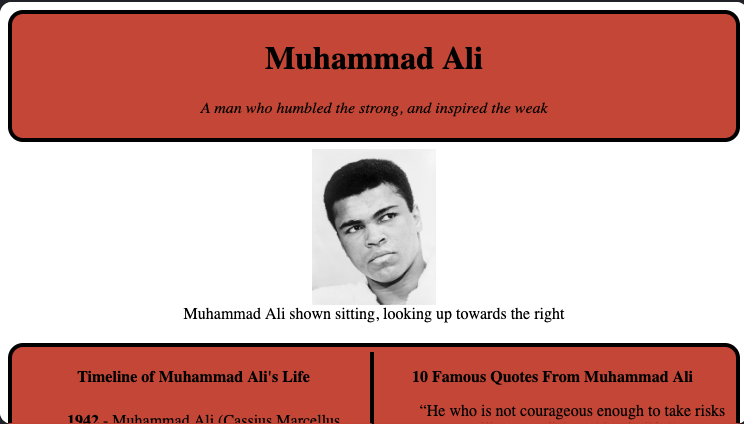 Muhammad Ali
A man who humbled the strong, and inspired the weak
Muhammad Ali shown sitting, looking up towards the right
Timeline of Muhammad Ali's Life
1942 - Muhammad Ali (Cassius Marcellus
10 Famous Quotes From Muhammad Ali
“He who is not courageous enough to take risks